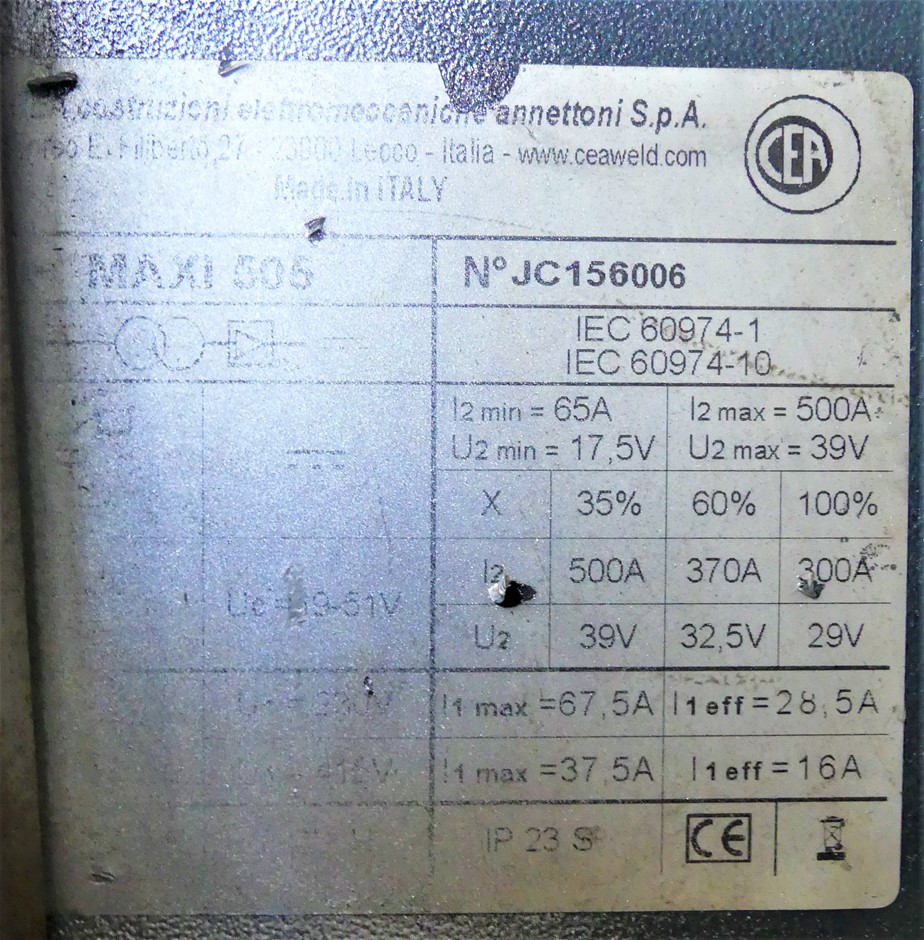 costruzioni elettromeccaniche annettoni S.p.A.
E. Filiberto,27 Lecco - Italia - www.ceaweld.com
Made in ITALY
CEA
MAXI 505
N° JC156006
IEC 60974-1
IEC 60974-10
I2 min = 65A I2 max = 500A
U2 min = 17,5V U2 max = 39V
X 35% 60% 100%
I2 500A 370A 300A
U2 39V 32,5V 29V
I1 max =67,5A I1 eff = 28,5A
I1 max =37,5A I1 eff = 16A
IP 23 S CE